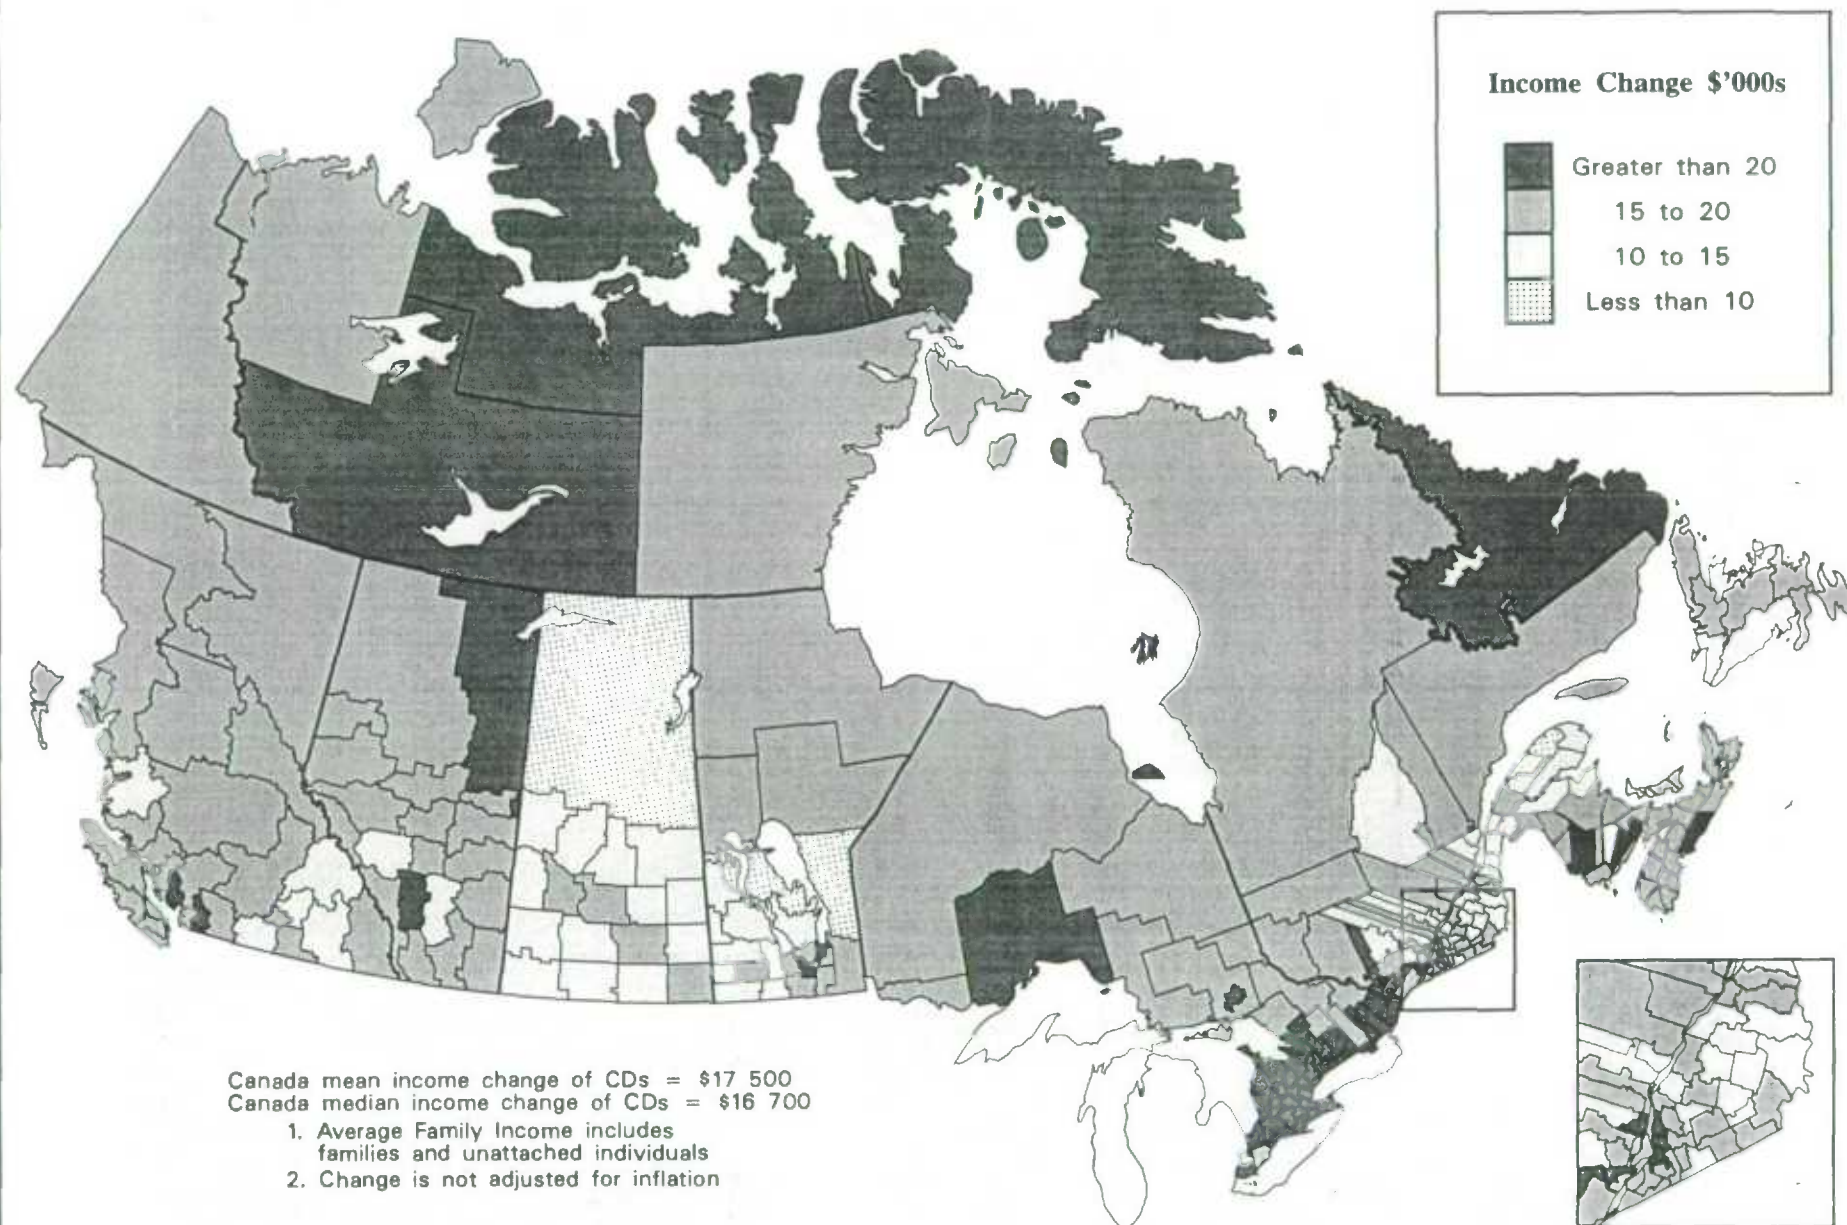 Income Change $'000s
Greater than 20
15 to 20
10 to 15
Less than 10
Canada mean income change of CDs = $17 500
Canada median income change of CDs = $16 700
1. Average Family Income includes
families and unattached individuals
2. Change is not adjusted for inflation